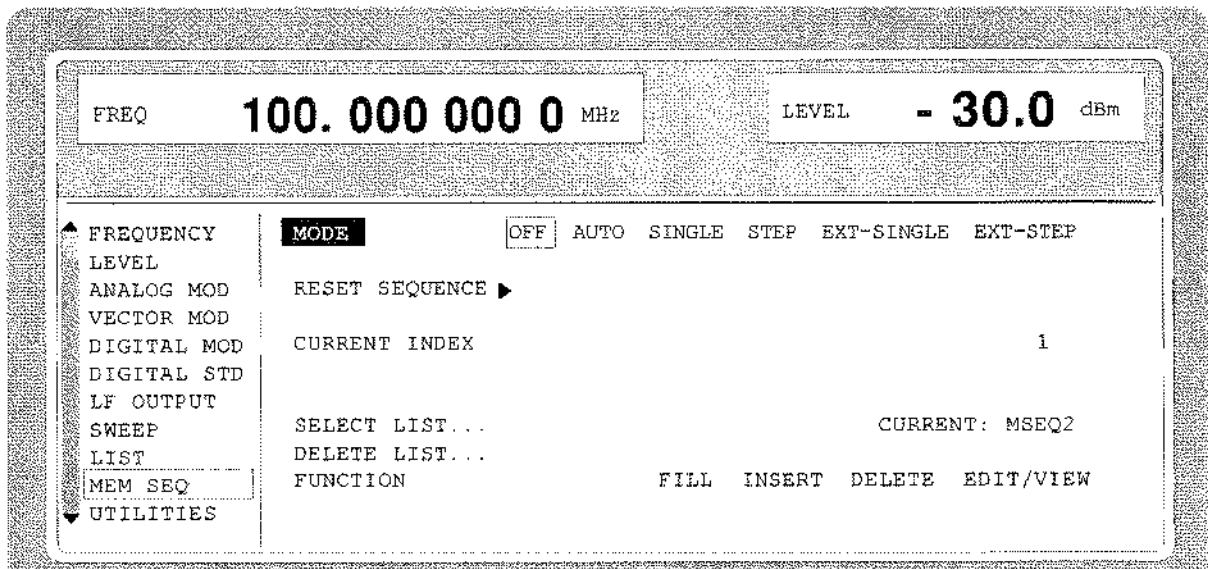 FREQ 100. 000 000 0 MHz LEVEL - 30.0 dBm
FREQUENCY
LEVEL
ANALOG MOD
VECTOR MOD
DIGITAL MOD
DIGITAL STD
LF OUTPUT
SWEEP
LIST
MEM SEQ
UTILITIES
MODE OFF AUTO SINGLE STEP EXT-SINGLE EXT-STEP
RESET SEQUENCE
CURRENT INDEX 1
SELECT LIST... CURRENT: MSEQ2
DELETE LIST...
FUNCTION FILL INSERT DELETE EDIT/VIEW